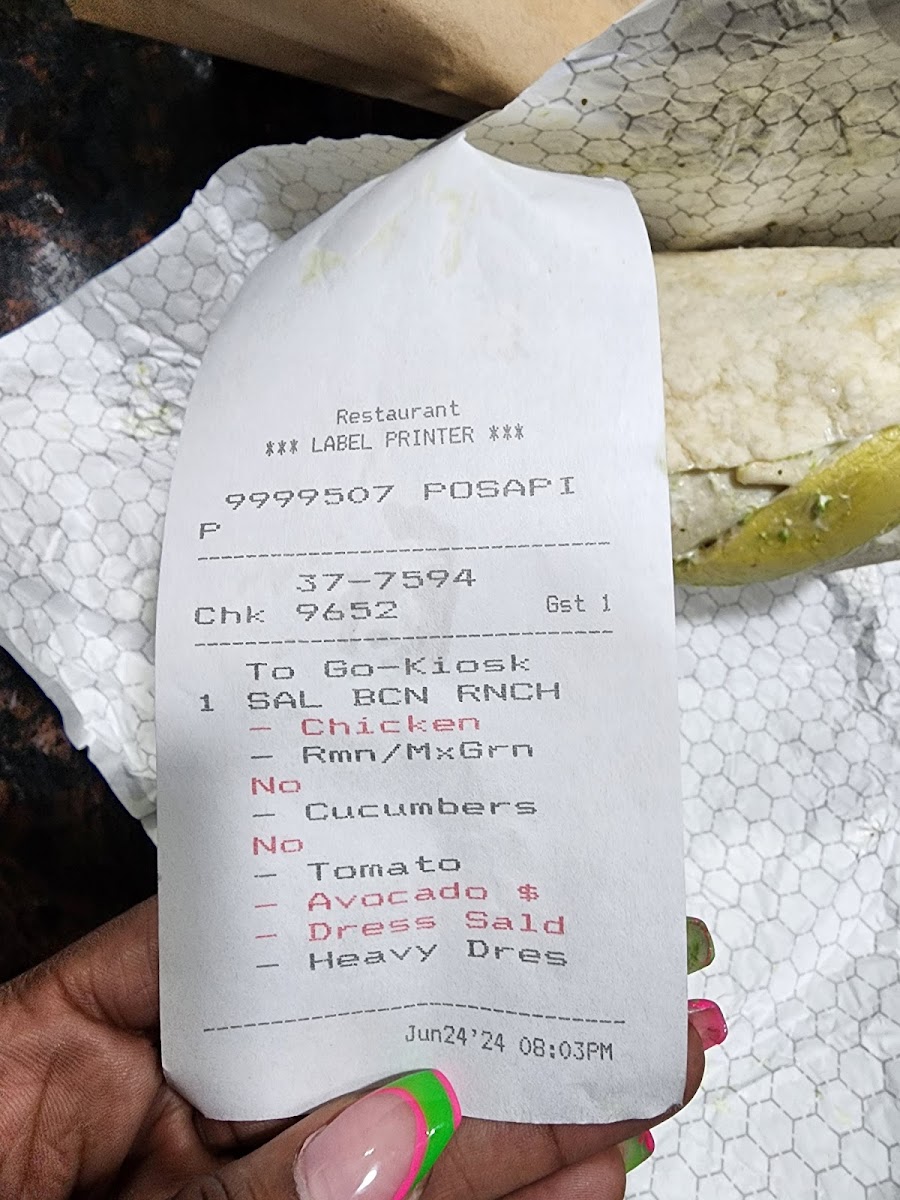 Restaurant
*** LABEL PRINTER ***
9999507 POSAPI
P
37-7594
Chk 9652 Gst 1
To Go-Kiosk
1 SAL BCN RNCH
- Chicken
- Rmn/MxGrn
No
- Cucumbers
No
- Tomato
- Avocado $
- Dress Sald
- Heavy Dres
Jun24'24 08:03PM